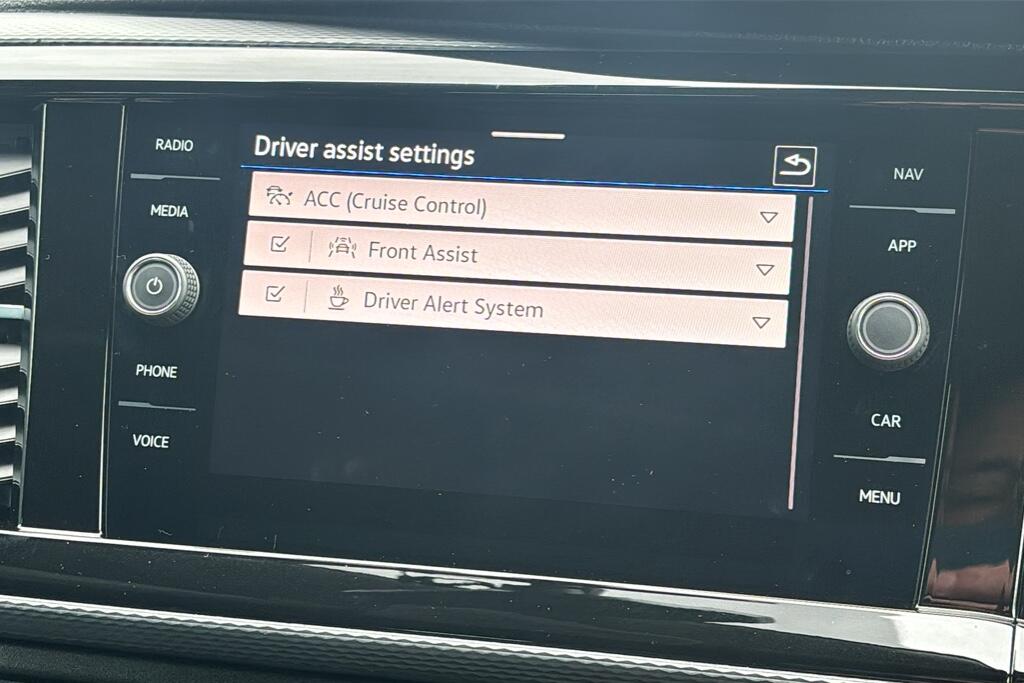 RADIO
MEDIA
PHONE
VOICE
Driver assist settings
ACC (Cruise Control)
Front Assist
Driver Alert System
NAV
APP
CAR
MENU